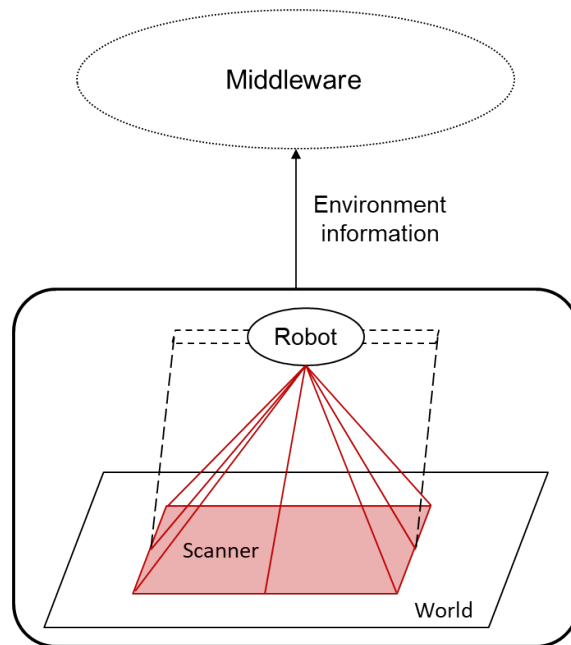 Middleware
Environment
information
Robot
Scanner
World